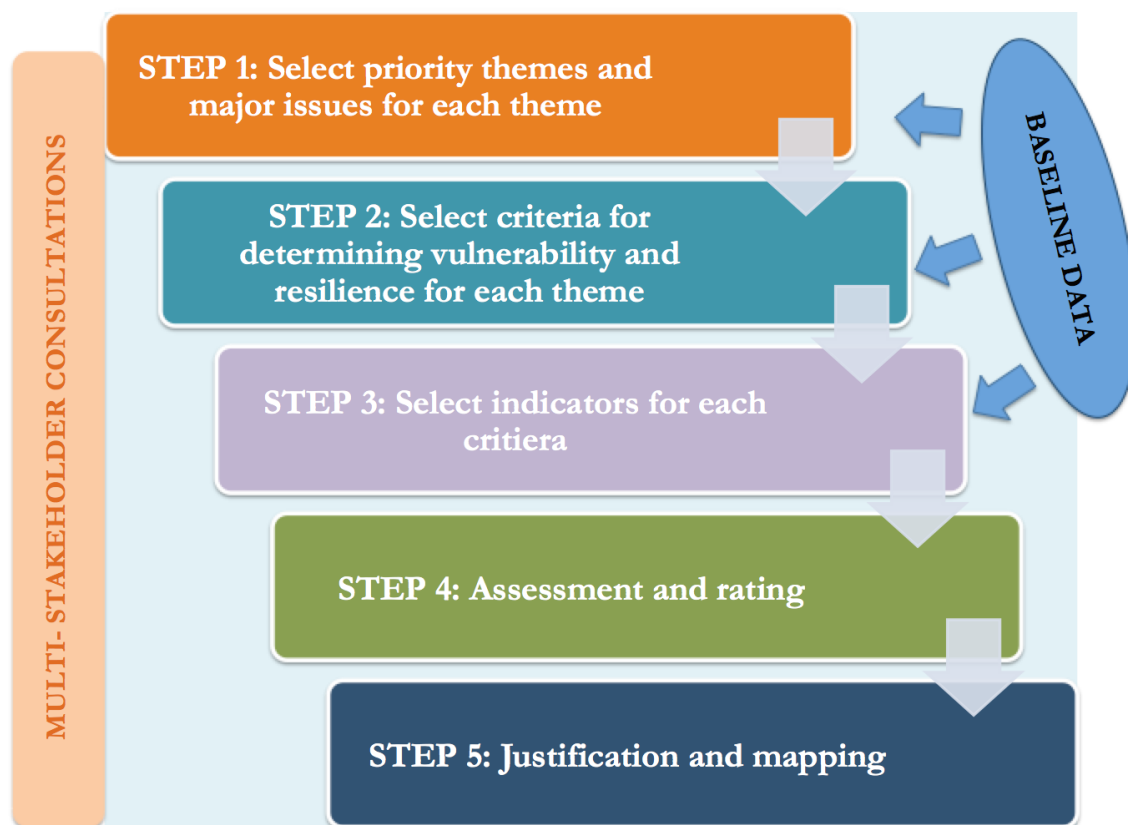 MULTI- STAKEHOLDER CONSULTATIONS
STEP 1: Select priority themes and
major issues for each theme
STEP 2: Select criteria for
determining vulnerability and
resilience for each theme
STEP 3: Select indicators for each
critiera
STEP 4: Assessment and rating
STEP 5: Justification and mapping
BASELINE DATA